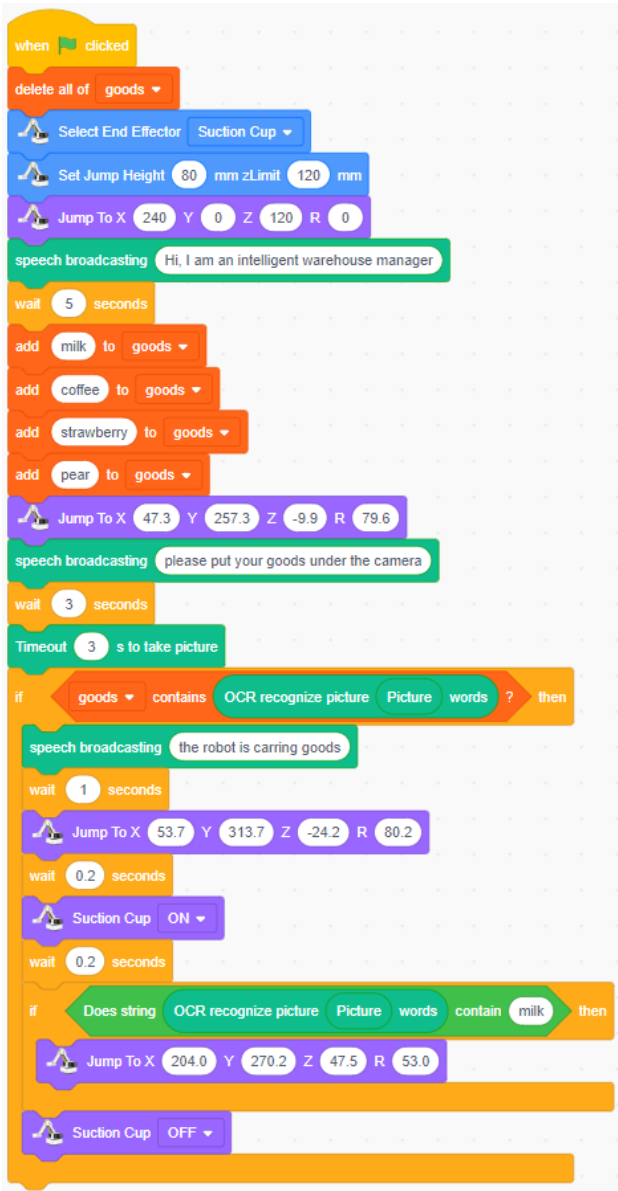 when clicked
delete all of goods
Select End Effector Suction Cup
Set Jump Height 80 mm zLimit 120 mm
Jump To X 240 Y 0 Z 120 R 0
speech broadcasting Hi, I am an intelligent warehouse manager
wait 5 seconds
add milk to goods
add coffee to goods
add strawberry to goods
add pear to goods
Jump To X 47.3 Y 257.3 Z -9.9 R 79.6
speech broadcasting please put your goods under the camera
wait 3 seconds
Timeout 3 s to take picture
if goods contains OCR recognize picture Picture words ? then
speech broadcasting the robot is carring goods
wait 1 seconds
Jump To X 53.7 Y 313.7 Z -24.2 R 80.2
wait 0.2 seconds
Suction Cup ON
wait 0.2 seconds
if Does string OCR recognize picture Picture words contain milk then
Jump To X 204.0 Y 270.2 Z 47.5 R 53.0
Suction Cup OFF